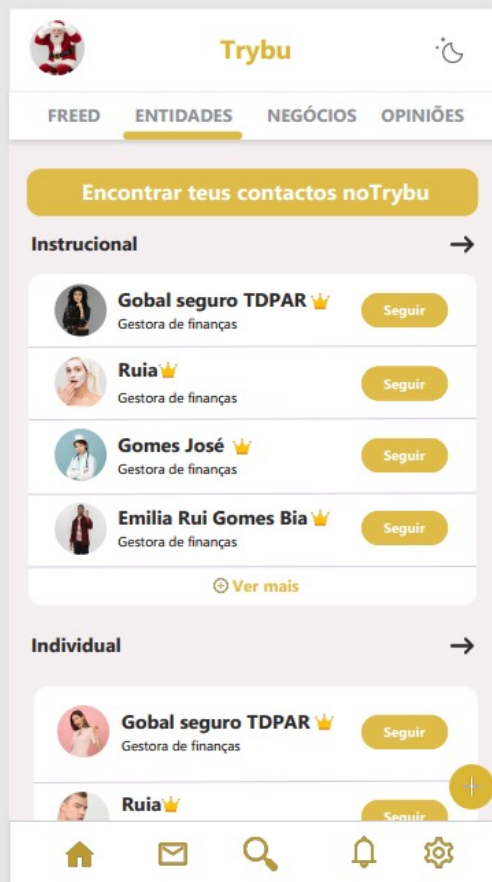 Trybu
FREED ENTIDADES NEGÓCIOS OPINIÕES
Encontrar teus contactos noTrybu
Instrucional
Gobal seguro TDPAR
Gestora de finanças
Seguir
Ruia
Gestora de finanças
Seguir
Gomes José
Gestora de finanças
Seguir
Emilia Rui Gomes Bia
Gestora de finanças
Seguir
Ver mais
Individual
Gobal seguro TDPAR
Gestora de finanças
Seguir
Ruia
Seguir